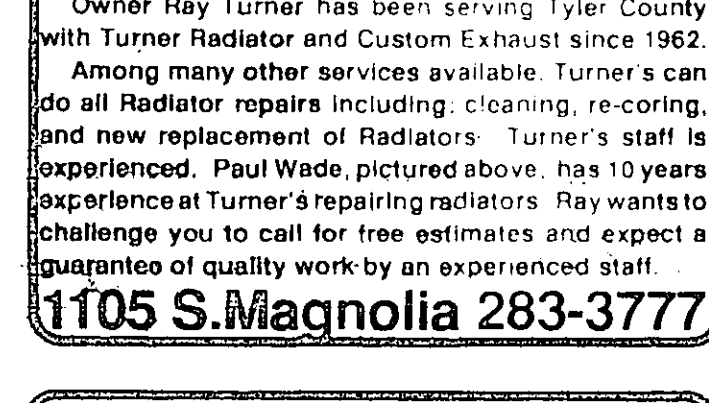 Owner Ray Turner has been serving Tyler County
with Turner Radiator and Custom Exhaust since 1962.
Among many other services available, Turner's can
do all Radiator repairs including: cleaning, re-coring,
and new replacement of Radiators. Turner's staff is
experienced. Paul Wade, pictured above, has 10 years
experience at Turner's repairing radiators. Ray wants to
challenge you to call for free estimates and expect a
guarantee of quality work by an experienced staff.
1105 S.Magnolia 283-3777